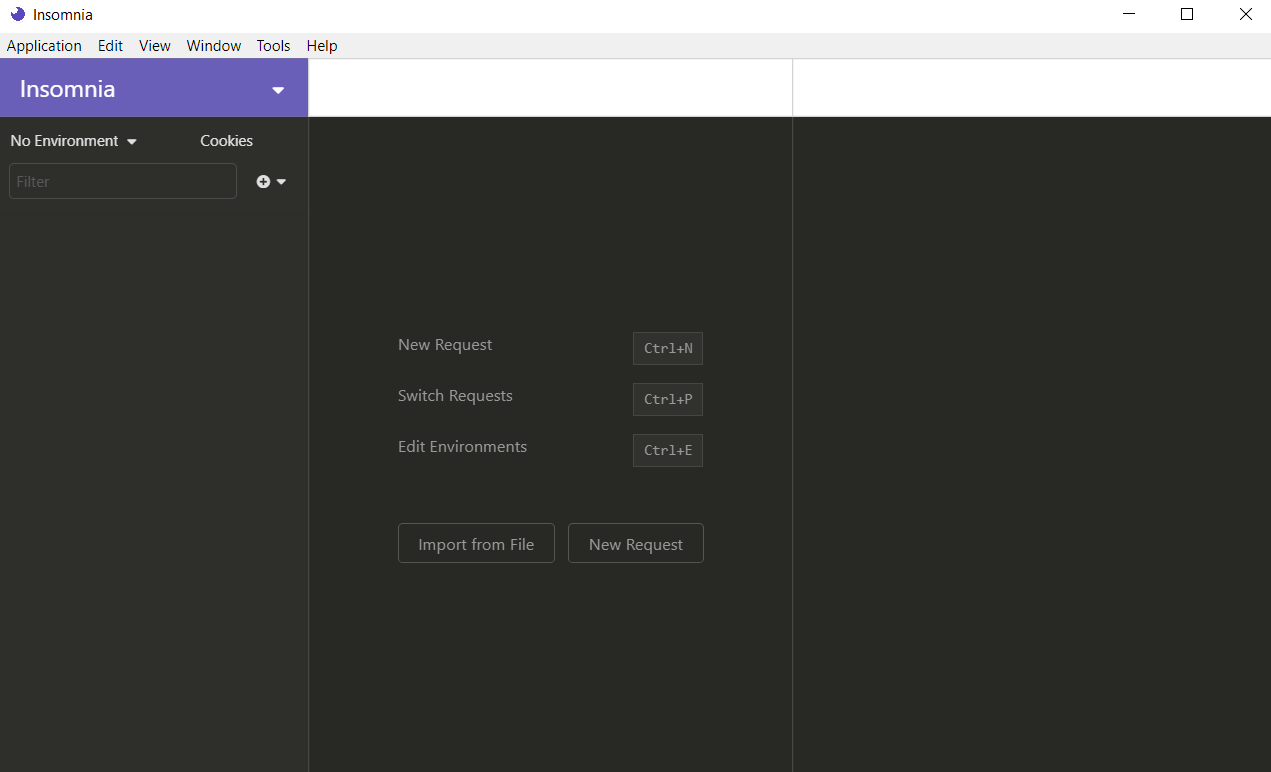 Insomnia
Application Edit View Window Tools Help
Insomnia
No Environment Cookies
Filter
New Request Ctrl+N
Switch Requests Ctrl+P
Edit Environments Ctrl+E
Import from File New Request